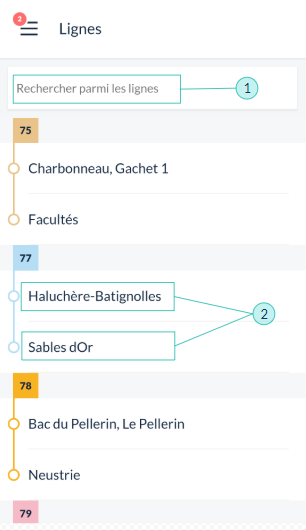 2
Lignes
Rechercher parmi les lignes
1
75
Charbonneau, Gachet 1
Facultés
77
Haluchère-Batignolles
2
Sables dOr
78
Bac du Pellerin, Le Pellerin
Neustrie
79